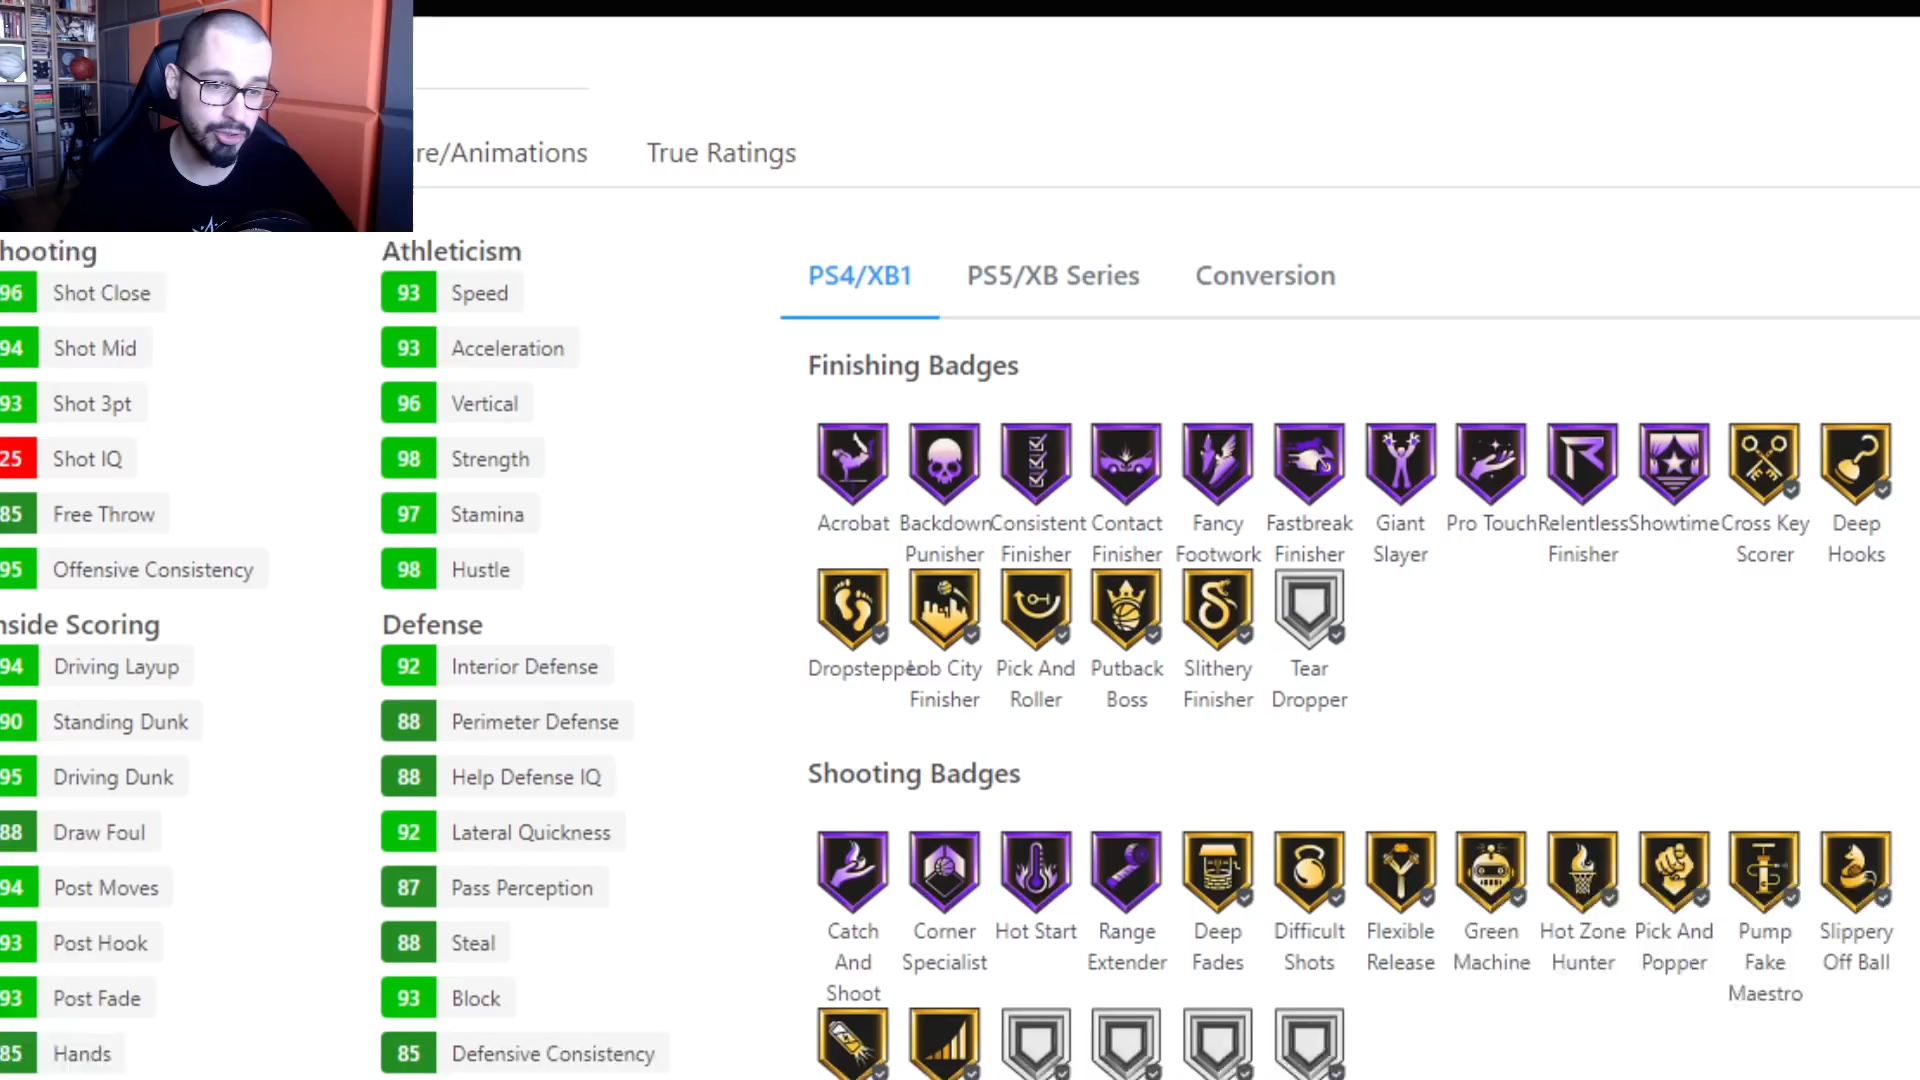 re/Animations
True Ratings
hooting
Athleticism
96 Shot Close
93 Speed
94 Shot Mid
93 Acceleration
93 Shot 3pt
96 Vertical
25 Shot IQ
98 Strength
85 Free Throw
97 Stamina
95 Offensive Consistency
98 Hustle
nside Scoring
Defense
94 Driving Layup
92 Interior Defense
90 Standing Dunk
88 Perimeter Defense
95 Driving Dunk
88 Help Defense IQ
88 Draw Foul
92 Lateral Quickness
94 Post Moves
87 Pass Perception
93 Post Hook
88 Steal
93 Post Fade
93 Block
85 Hands
85 Defensive Consistency
PS4/XB1
PS5/XB Series
Conversion
Finishing Badges
Acrobat
Backdown
Punisher
Consistent
Finisher
Contact
Finisher
Fancy
Footwork
Fastbreak
Finisher
Giant
Slayer
Pro Touch
Relentless
Finisher
Showtime
Cross Key
Scorer
Deep
Hooks
Dropstepper
Lob City
Finisher
Pick And
Roller
Putback
Boss
Slithery
Finisher
Tear
Dropper
Shooting Badges
Catch
And
Shoot
Corner
Specialist
Hot Start
Range
Extender
Deep
Fades
Difficult
Shots
Flexible
Release
Green
Machine
Hot Zone
Hunter
Pick And
Popper
Pump
Fake
Maestro
Slippery
Off Ball